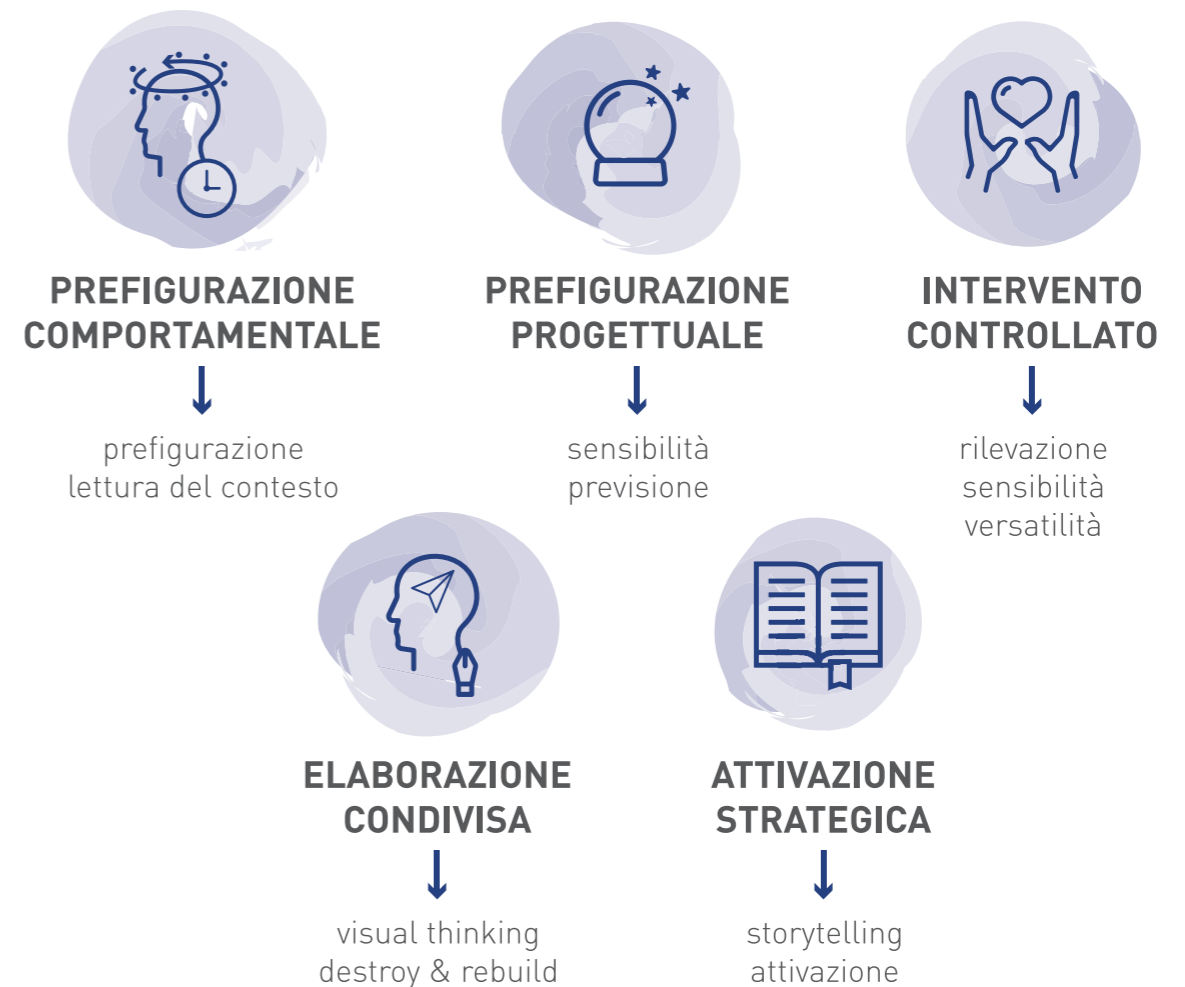 PREFIGURAZIONE
COMPORTAMENTALE
prefigurazione
lettura del contesto
PREFIGURAZIONE
PROGETTUALE
sensibilità
previsione
INTERVENTO
CONTROLLATO
rilevazione
sensibilità
versatilità
ELABORAZIONE
CONDIVISA
visual thinking
destroy & rebuild
ATTIVAZIONE
STRATEGICA
storytelling
attivazione